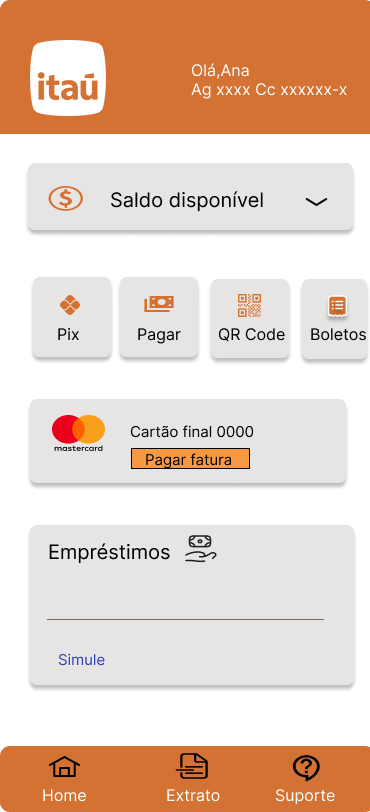 itaú
Olá,Ana
Ag xxxx Cc xxxxxx-x
Saldo disponível
Pix
Pagar
QR Code
Boletos
mastercard
Cartão final 0000
Pagar fatura
Empréstimos
Simule
Home
Extrato
Suporte